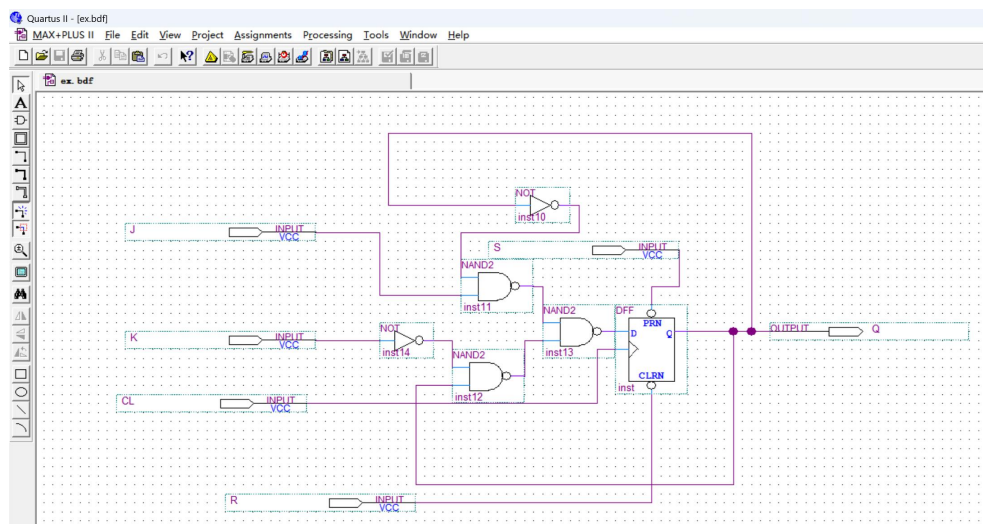 Quartus II - [ex.bdf]
MAX+PLUS II File Edit View Project Assignments Processing Tools Window Help
ex.bdf
NOT
inst10
J
INPUT
VCC
S
INPUT
VCC
NAND2
inst11
NAND2
inst13
DFF
PRN
D
Q
CLRN
inst
OUTPUT
Q
K
INPUT
VCC
NOT
inst14
NAND2
inst12
CL
INPUT
VCC
R
INPUT
VCC